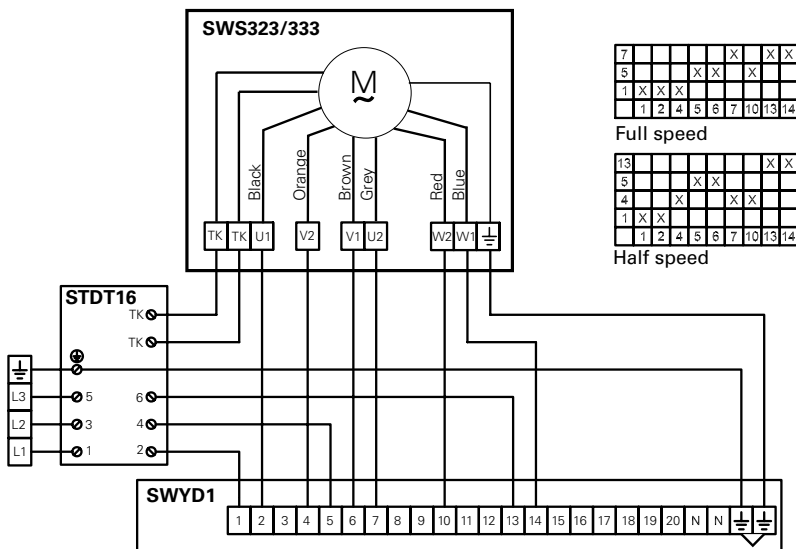 SWS323/333
M
~
Black
Orange
Brown
Grey
Red
Blue
TK TK U1 V2 V1 U2 W2 W1
STDT16
TK
TK
L3 5 6
L2 3 4
L1 1 2
SWYD1
1 2 3 4 5 6 7 8 9 10 11 12 13 14 15 16 17 18 19 20 N N
7 X X X
5 X X X
1 X X X
1 2 4 5 6 7 10 13 14
Full speed
13 X X
5 X X
4 X X X
1 X X
1 2 4 5 6 7 10 13 14
Half speed